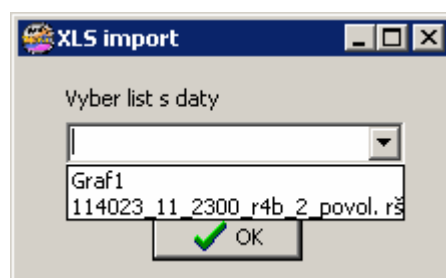 XLS import
Vyber list s daty
Graf1
114023_11_2300_r4b_2_povol. rš
OK